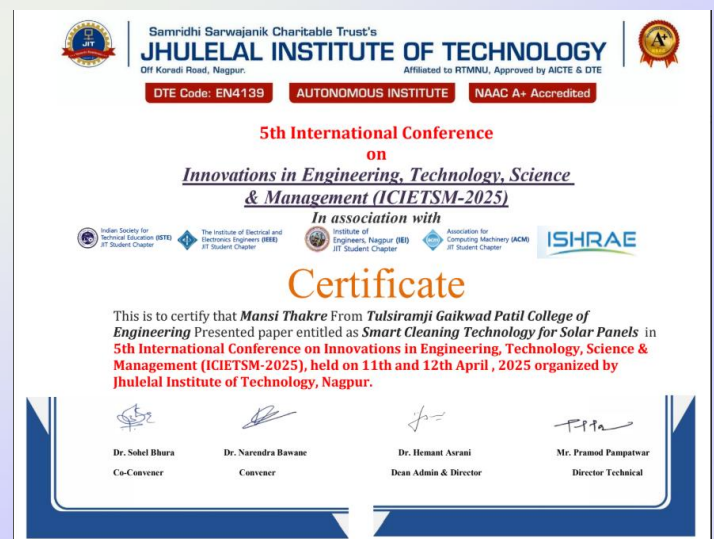 Samridhi Sarwajanik Charitable Trust's
JHULELAL INSTITUTE OF TECHNOLOGY
Off Koradi Road, Nagpur. Affiliated to RTMNU, Approved by AICTE & DTE
JIT
A+
DTE Code: EN4139 AUTONOMOUS INSTITUTE NAAC A+ Accredited
5th International Conference
on
Innovations in Engineering, Technology, Science
& Management (ICIETSM-2025)
In association with
Indian Society for
Technical Education (ISTE)
JIT Student Chapter
The Institute of Electrical and
Electronics Engineers (IEEE)
JIT Student Chapter
Institute of
Engineers, Nagpur (IEI)
JIT Student Chapter
Association for
Computing Machinery (ACM)
JIT Student Chapter
ISHRAE
Certificate
This is to certify that Mansi Thakre From Tulsiramji Gaikwad Patil College of
Engineering Presented paper entitled as Smart Cleaning Technology for Solar Panels in
5th International Conference on Innovations in Engineering, Technology, Science &
Management (ICIETSM-2025), held on 11th and 12th April , 2025 organized by
Jhulelal Institute of Technology, Nagpur.
Dr. Sohel Bhura Dr. Narendra Bawane Dr. Hemant Asrani Mr. Pramod Pampatwar
Co-Convener Convener Dean Admin & Director Director Technical